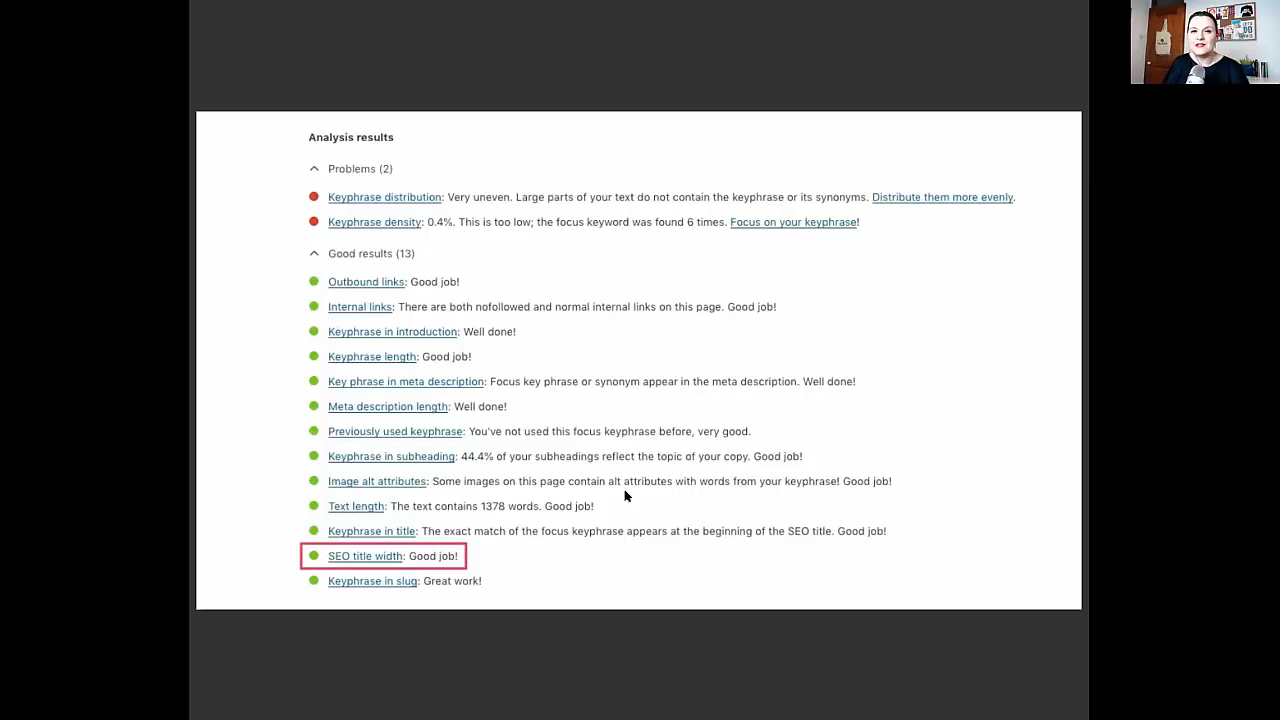 Analysis results
Problems (2)
Keyphrase distribution: Very uneven. Large parts of your text do not contain the keyphrase or its synonyms. Distribute them more evenly.
Keyphrase density: 0.4%. This is too low; the focus keyword was found 6 times. Focus on your keyphrase!
Good results (13)
Outbound links: Good job!
Internal links: There are both nofollowed and normal internal links on this page. Good job!
Keyphrase in introduction: Well done!
Keyphrase length: Good job!
Key phrase in meta description: Focus key phrase or synonym appear in the meta description. Well done!
Meta description length: Well done!
Previously used keyphrase: You've not used this focus keyphrase before, very good.
Keyphrase in subheading: 44.4% of your subheadings reflect the topic of your copy. Good job!
Image alt attributes: Some images on this page contain alt attributes with words from your keyphrase! Good job!
Text length: The text contains 1378 words. Good job!
Keyphrase in title: The exact match of the focus keyphrase appears at the beginning of the SEO title. Good job!
SEO title width: Good job!
Keyphrase in slug: Great work!